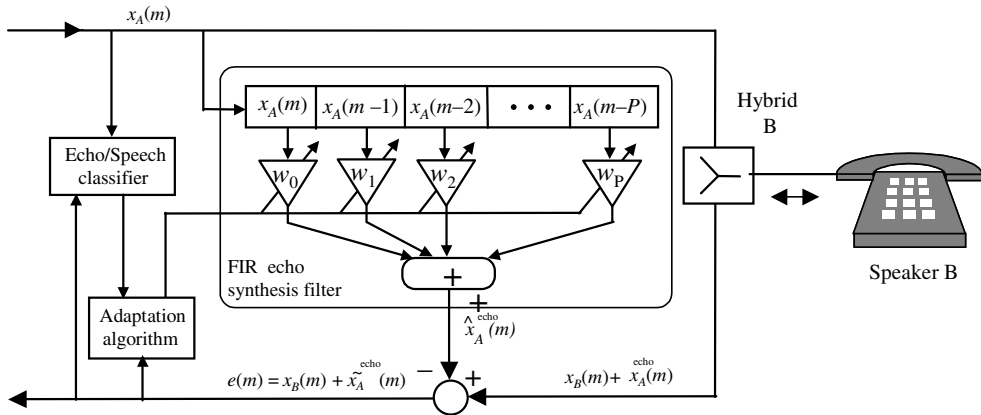 x_A(m)
x_A(m) x_A(m –1) x_A(m–2) • • • x_A(m–P)
Hybrid
B
Echo/Speech
classifier
w_0 w_1 w_2 w_P
FIR echo
synthesis filter
+
+
Speaker B
Adaptation
algorithm
x̂_A^echo(m)
e(m) = x_B(m) + x̃_A^echo(m) – + x_B(m)+ x_A^echo(m)